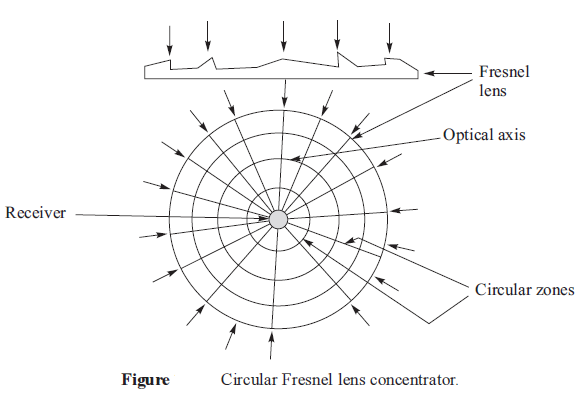 Fresnel
lens
Optical axis
Receiver
Circular zones
Figure Circular Fresnel lens concentrator.